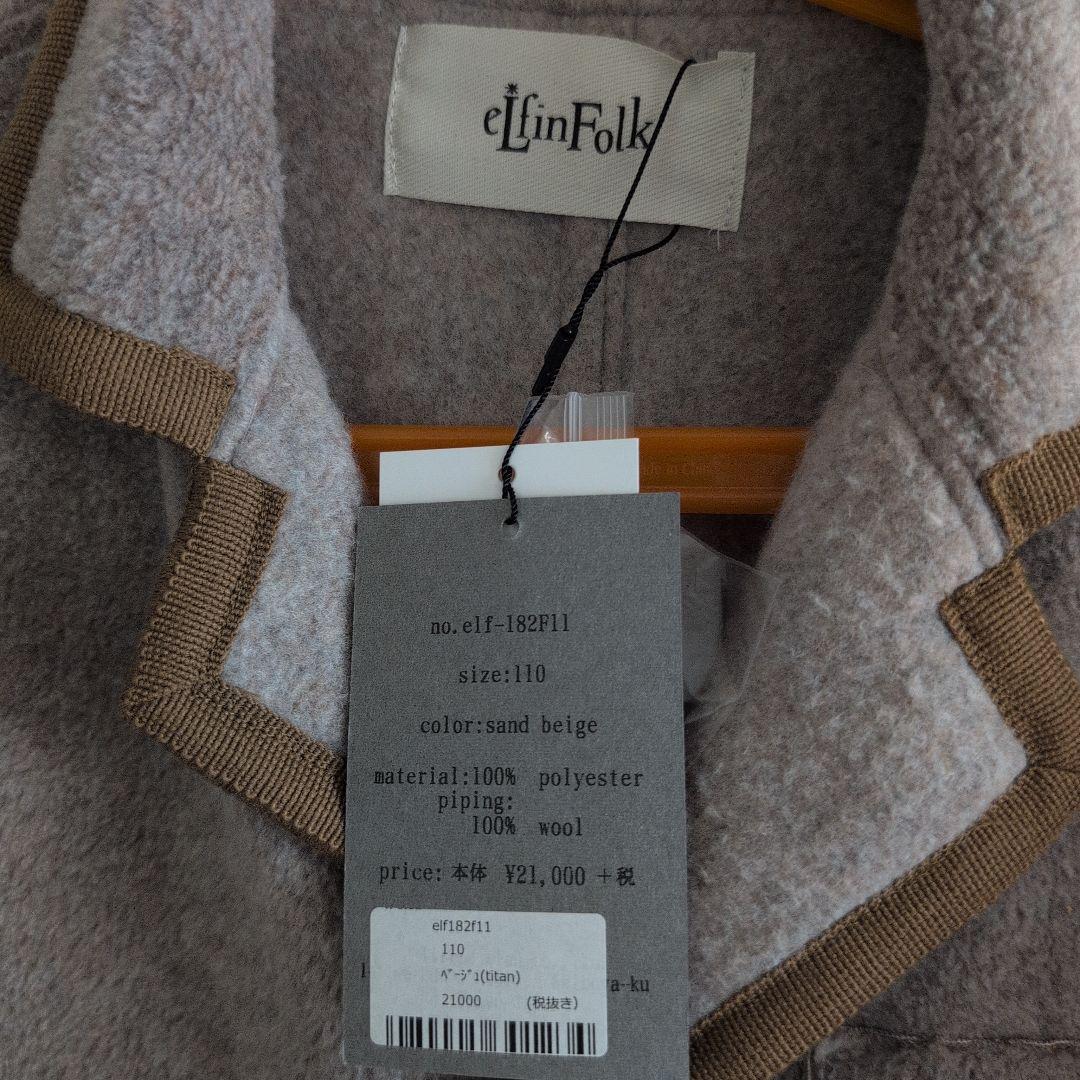 eLfinFolk
no.elf-182F11
size:110
color:sand beige
material:100% polyester
piping:
100% wool
price: 本体 ¥21,000 +税
elf182f11
110
ﾍﾞｰｼﾞｭ(titan)
21000 (税抜き)